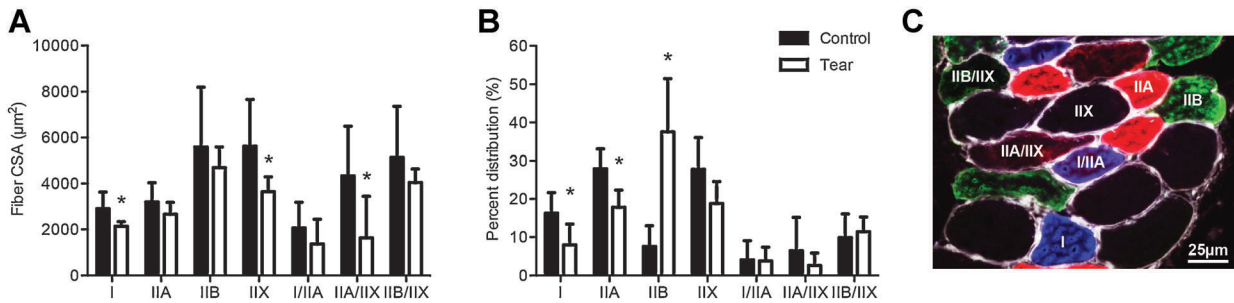 A
Fiber CSA (µm²)
10000
8000
6000
4000
2000
0
*
*
*
I IIA IIB IIX I/IIA IIA/IIX IIB/IIX
B
Percent distribution (%)
60
50
40
30
20
10
0
*
*
*
Control
Tear
I IIA IIB IIX I/IIA IIA/IIX IIB/IIX
C
IIB/IIX
IIA
IIB
IIX
IIA/IIX
I/IIA
I
25µm